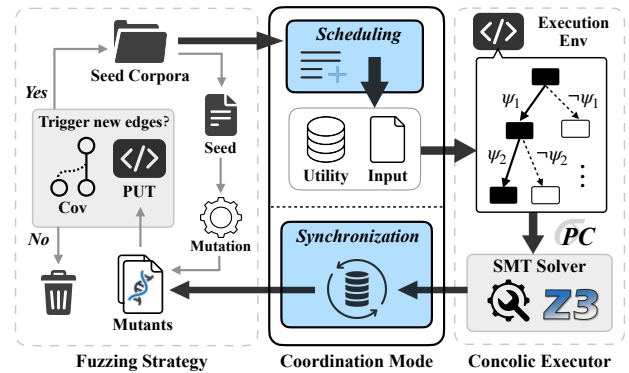 Seed Corpora
Yes
Trigger new edges?
Cov
PUT
No
Seed
Mutation
Mutants
Fuzzing Strategy
Scheduling
Utility
Input
Synchronization
Coordination Mode
Execution
Env
ψ₁
¬ψ₁
ψ₂
¬ψ₂
PC
SMT Solver
Z3
Concolic Executor